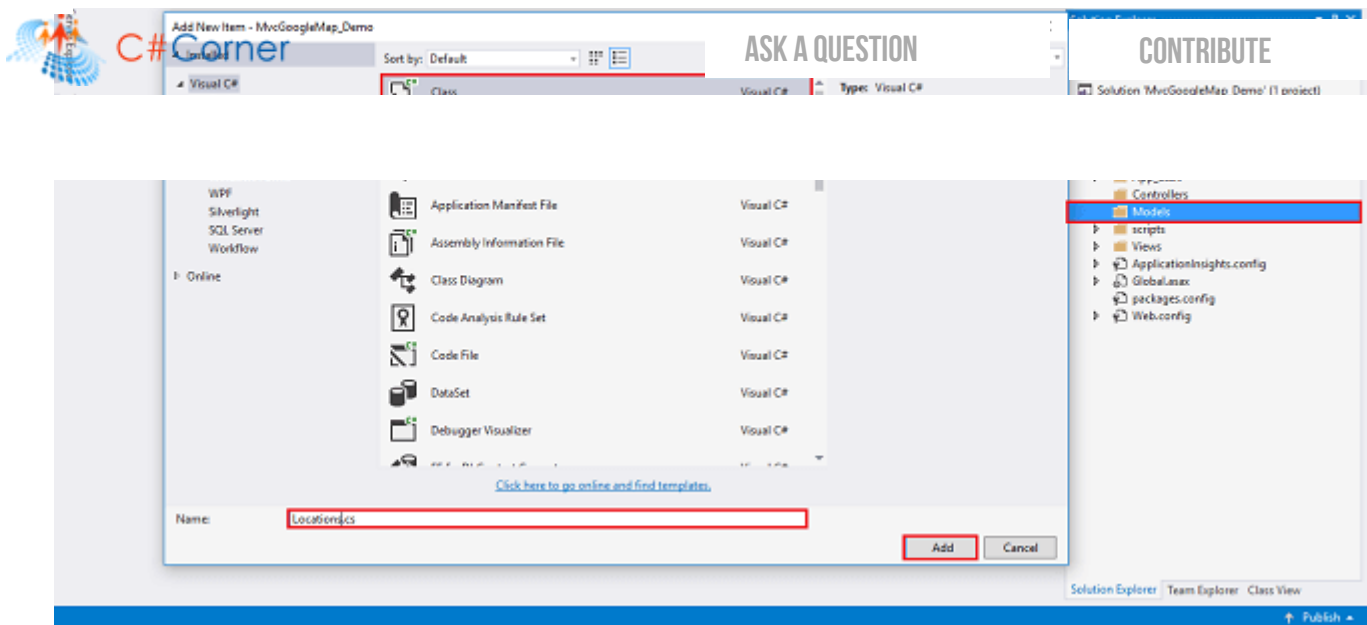 Add New Item - MvcGoogleMap_Demo
C# Corner
ASK A QUESTION
CONTRIBUTE
Sort by: Default
Visual C#
Class Visual C#
Type: Visual C#
Solution 'MvcGoogleMap_Demo' (1 project)
WPF
Silverlight
SQL Server
Workflow
Online
Application Manifest File Visual C#
Assembly Information File Visual C#
Class Diagram Visual C#
Code Analysis Rule Set Visual C#
Code File Visual C#
DataSet Visual C#
Debugger Visualizer Visual C#
Click here to go online and find templates.
Name: Locations.cs
Add Cancel
Controllers
Models
scripts
Views
ApplicationInsights.config
Global.asax
packages.config
Web.config
Solution Explorer Team Explorer Class View
Publish